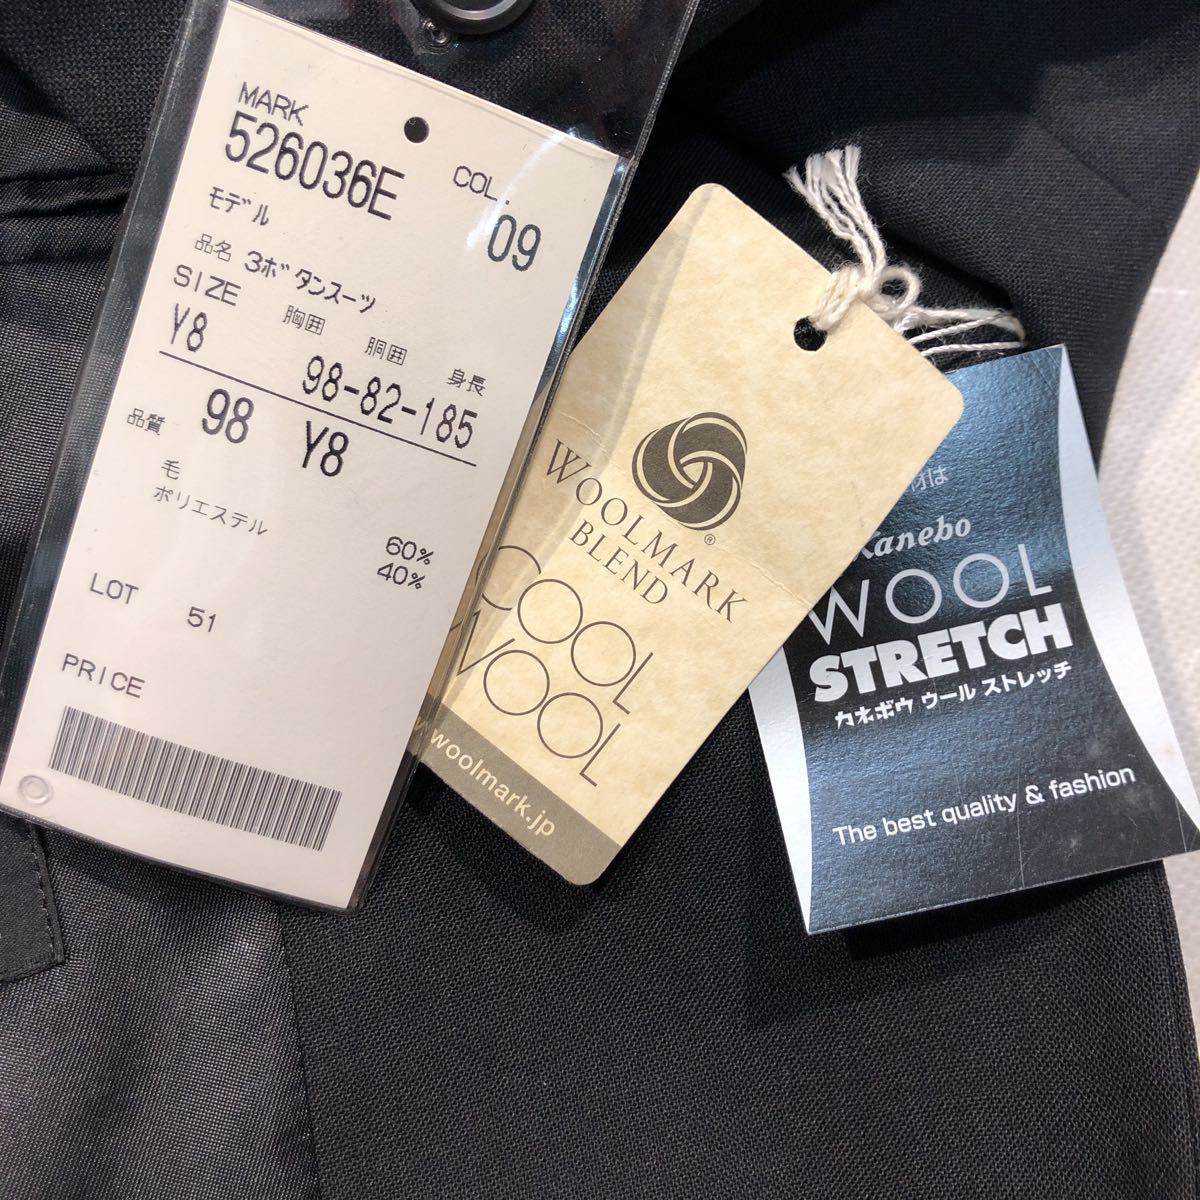 MARK
526036E
COL.
09
モデル
品名 3ボタンスーツ
SIZE 胸囲 胴囲 身長
Y8 98-82-185
品質 98 Y8
毛 60%
ポリエステル 40%
LOT 51
PRICE
WOOLMARK
BLEND
COOL
WOOL
woolmark.jp
材は
Kanebo
WOOL
STRETCH
カネボウ ウール ストレッチ
The best quality & fashion